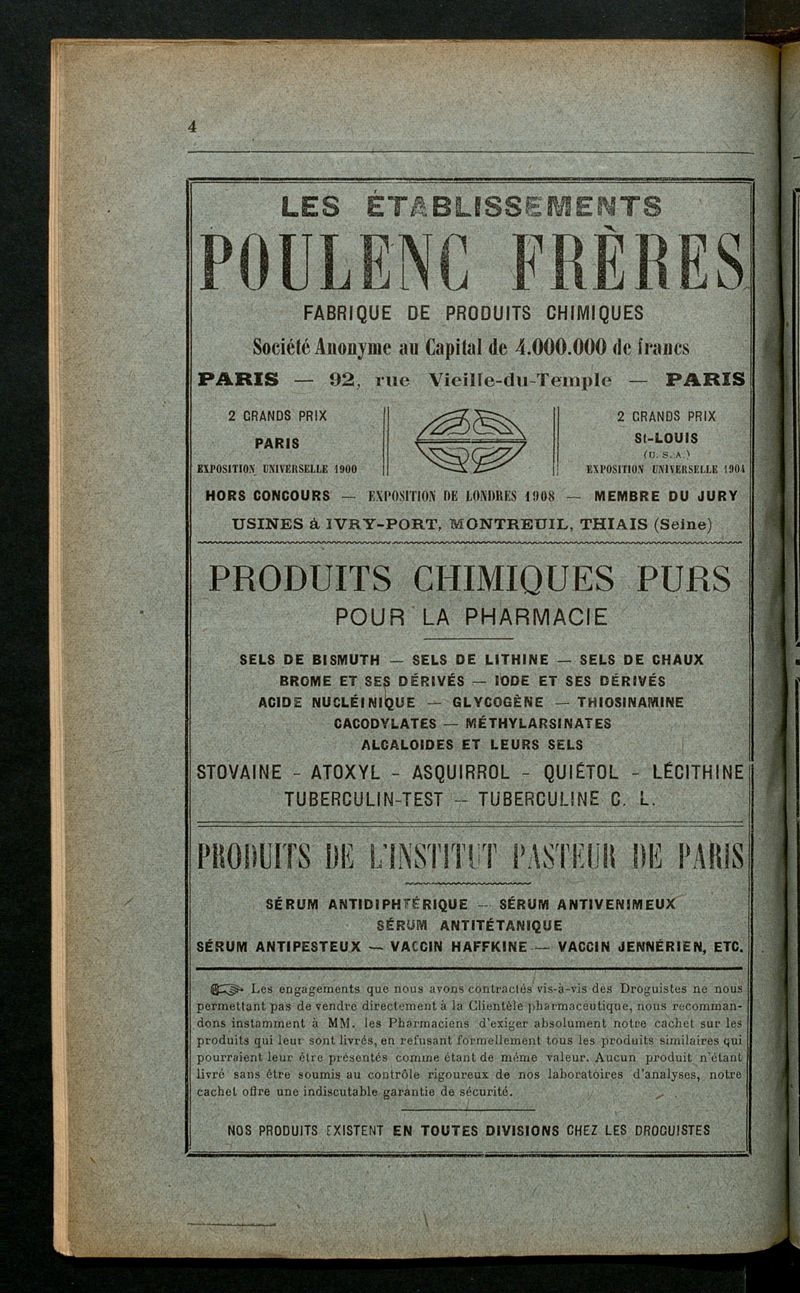 4
LES ÉTABLISSEMENTS
POULENC FRÈRES
FABRIQUE DE PRODUITS CHIMIQUES
Société Anonyme au Capital de 4.000.000 de francs
PARIS — 92, rue Vieille-du-Temple — PARIS
2 GRANDS PRIX
PARIS
EXPOSITION UNIVERSELLE 1900
2 GRANDS PRIX
St-LOUIS
(U. S. A.)
EXPOSITION UNIVERSELLE 1904
HORS CONCOURS — EXPOSITION DE LONDRES 1908 — MEMBRE DU JURY
USINES à IVRY-PORT, MONTREUIL, THIAIS (Seine)
PRODUITS CHIMIQUES PURS
POUR LA PHARMACIE
SELS DE BISMUTH — SELS DE LITHINE — SELS DE CHAUX
BROME ET SES DÉRIVÉS — IODE ET SES DÉRIVÉS
ACIDE NUCLÉINIQUE — GLYCOGÈNE — THIOSINAMINE
CACODYLATES — MÉTHYLARSINATES
ALCALOIDES ET LEURS SELS
STOVAINE - ATOXYL - ASQUIRROL - QUIÉTOL - LÉCITHINE
TUBERCULIN-TEST — TUBERCULINE C. L.
PRODUITS DE L'INSTITUT PASTEUR DE PARIS
SÉRUM ANTIDIPHTÉRIQUE — SÉRUM ANTIVENIMEUX
SÉRUM ANTITÉTANIQUE
SÉRUM ANTIPESTEUX — VACCIN HAFFKINE — VACCIN JENNÉRIEN, ETC.
Les engagements que nous avons contractés vis-à-vis des Droguistes ne nous
permettant pas de vendre directement à la Clientèle pharmaceutique, nous recomman-
dons instamment à MM. les Pharmaciens d'exiger absolument notre cachet sur les
produits qui leur sont livrés, en refusant formellement tous les produits similaires qui
pourraient leur être présentés comme étant de même valeur. Aucun produit n'étant
livré sans être soumis au contrôle rigoureux de nos laboratoires d'analyses, notre
cachet offre une indiscutable garantie de sécurité.
NOS PRODUITS EXISTENT EN TOUTES DIVISIONS CHEZ LES DROGUISTES